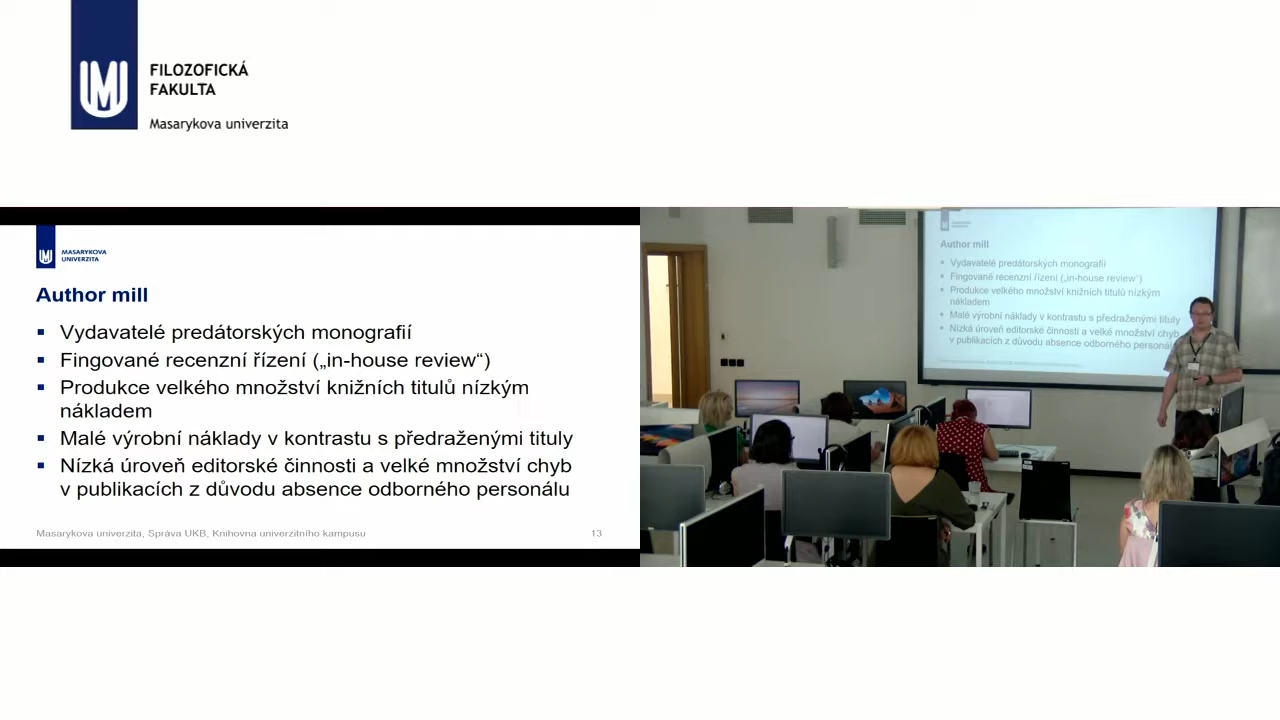 FILOZOFICKÁ
FAKULTA
Masarykova univerzita
MASARYKOVA
UNIVERZITA
Author mill
▪ Vydavatelé predátorských monografií
▪ Fingované recenzní řízení („in-house review“)
▪ Produkce velkého množství knižních titulů nízkým
nákladem
▪ Malé výrobní náklady v kontrastu s předraženými tituly
▪ Nízká úroveň editorské činnosti a velké množství chyb
v publikacích z důvodu absence odborného personálu
Masarykova univerzita, Správa UKB, Knihovna univerzitního kampusu
13
Author mill
▪ Vydavatelé predátorských monografií
▪ Fingované recenzní řízení („in-house review“)
▪ Produkce velkého množství knižních titulů nízkým
nákladem
▪ Malé výrobní náklady v kontrastu s předraženými tituly
▪ Nízká úroveň editorské činnosti a velké množství chyb
v publikacích z důvodu absence odborného